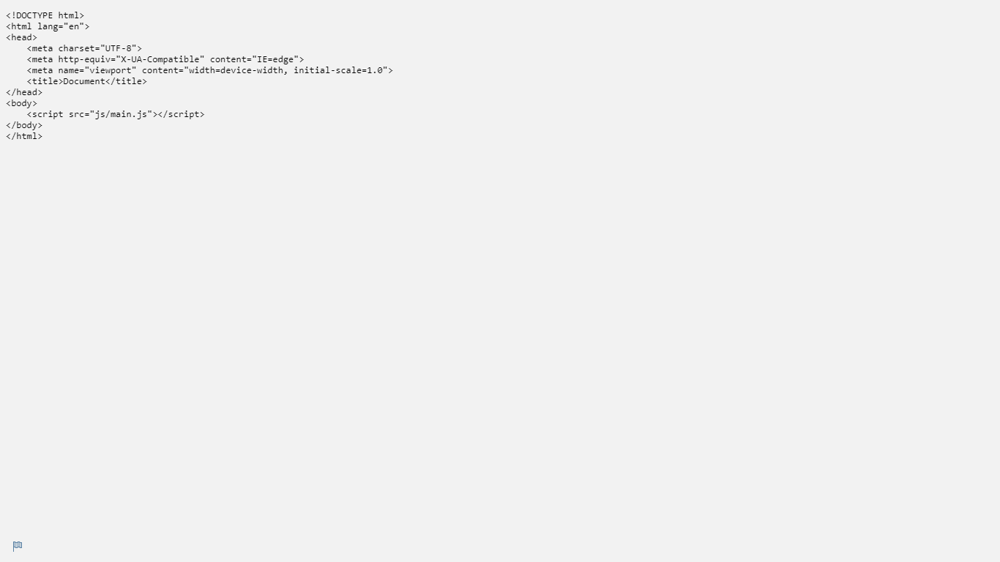 <!DOCTYPE html>
<html lang="en">
<head>
    <meta charset="UTF-8">
    <meta http-equiv="X-UA-Compatible" content="IE=edge">
    <meta name="viewport" content="width=device-width, initial-scale=1.0">
    <title>Document</title>
</head>
<body>
    <script src="js/main.js"></script>
</body>
</html>